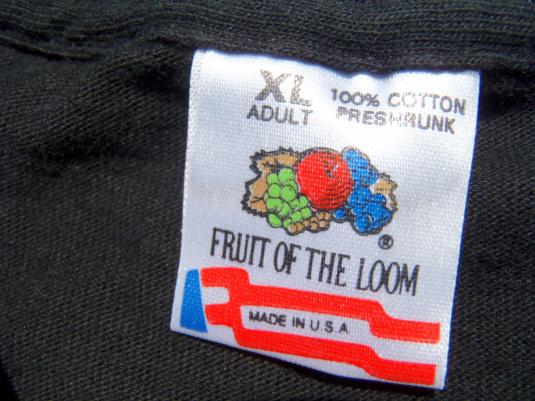 XL 100% COTTON
ADULT PRESHRUNK
®
FRUIT OF THE LOOM
MADE IN U.S.A